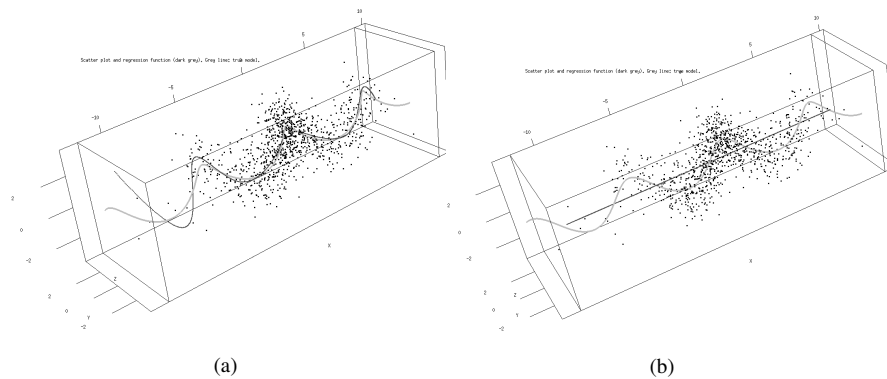 10
5
Scatter plot and regression function (dark grey). Grey line: true model.
-5
-10
2
0
-2
X
Z
2
0
Y
-2
10
5
Scatter plot and regression function (dark grey). Grey line: true model.
-5
-10
2
0
-2
X
2
Z
0
Y
-2
(a)
(b)